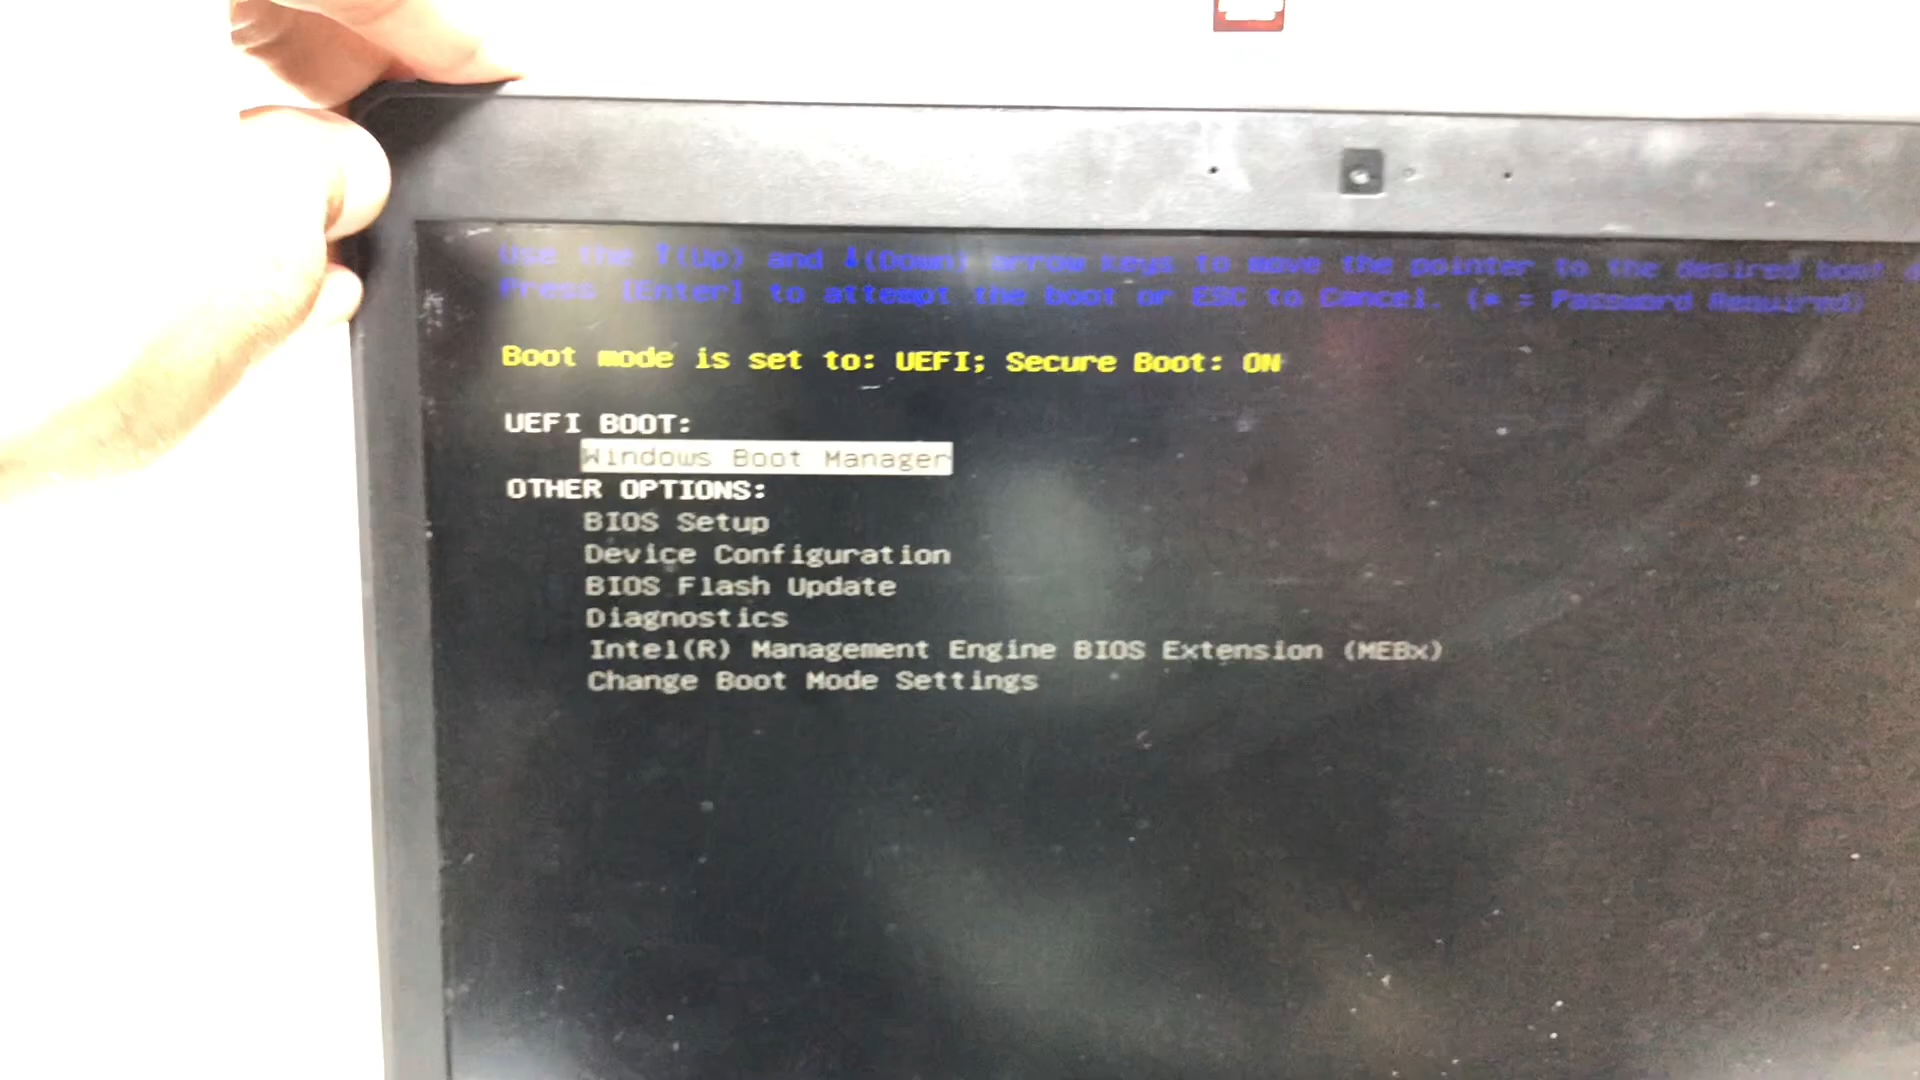 Use the ↑(Up) and ↓(Down) arrow keys to move the pointer to the desired boot
Press [Enter] to attempt the boot or ESC to Cancel. (* = Password Required)
Boot mode is set to: UEFI; Secure Boot: ON
UEFI BOOT:
Windows Boot Manager
OTHER OPTIONS:
BIOS Setup
Device Configuration
BIOS Flash Update
Diagnostics
Intel(R) Management Engine BIOS Extension (MEBx)
Change Boot Mode Settings